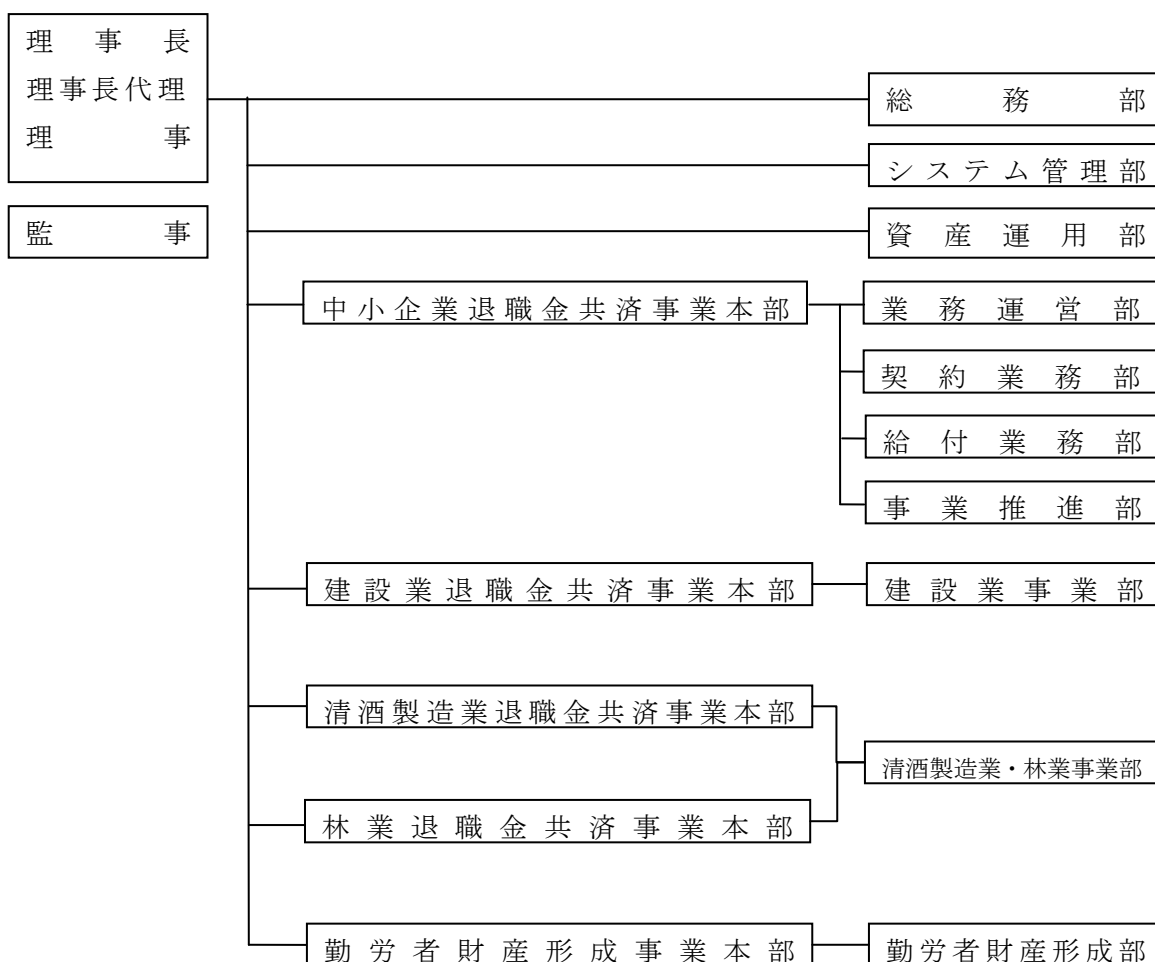 理事長
理事長代理
理事
監事
総務部
システム管理部
資産運用部
中小企業退職金共済事業本部
業務運営部
契約業務部
給付業務部
事業推進部
建設業退職金共済事業本部
建設業事業部
清酒製造業退職金共済事業本部
清酒製造業・林業事業部
林業退職金共済事業本部
勤労者財産形成事業本部
勤労者財産形成部